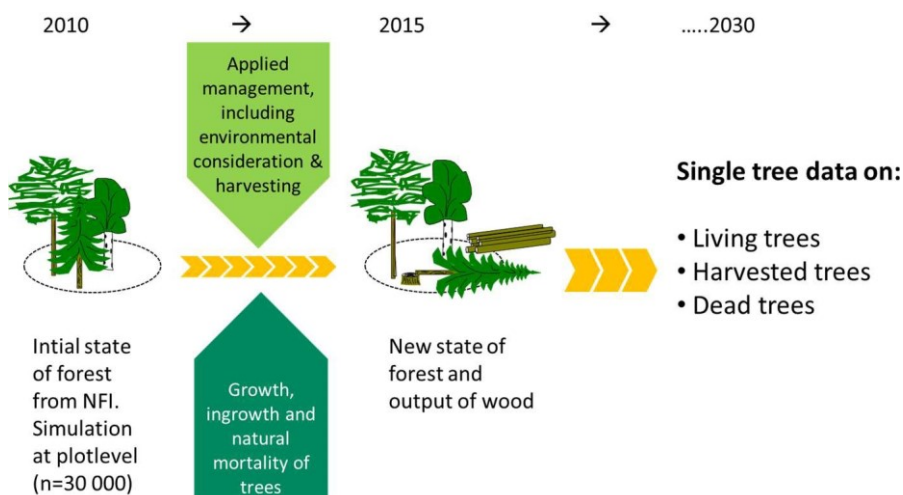 2010 → 2015 → …..2030
Applied
management,
including
environmental
consideration &
harvesting
Single tree data on:
• Living trees
• Harvested trees
• Dead trees
Intial state
of forest
from NFI.
Simulation
at plotlevel
(n=30 000)
Growth,
ingrowth and
natural
mortality of
trees
New state of
forest and
output of wood